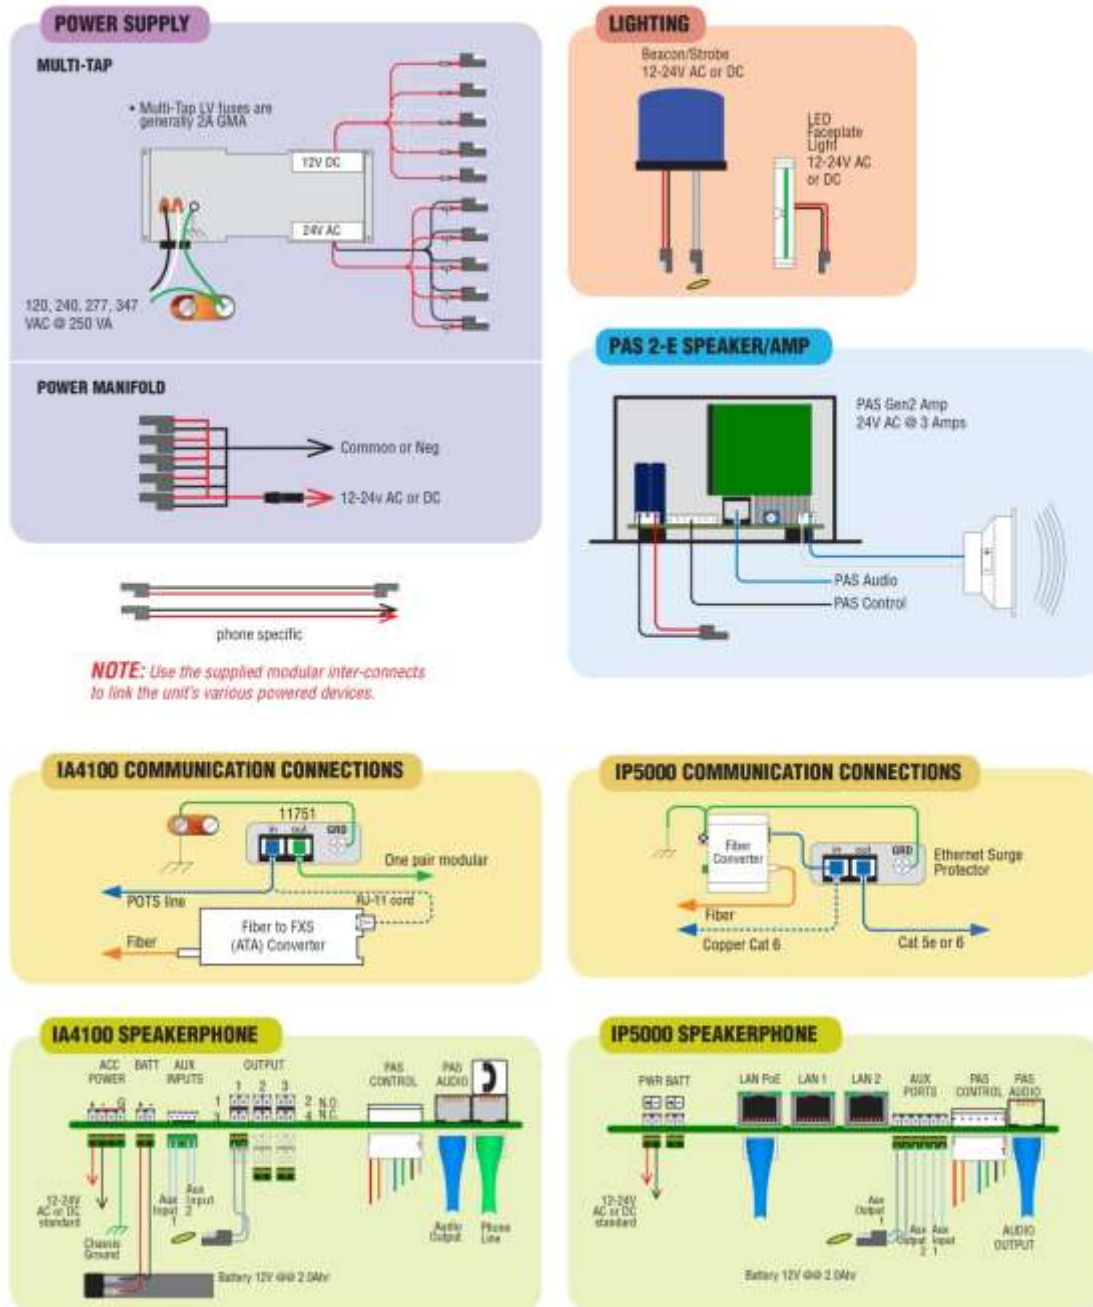 POWER SUPPLY
MULTI-TAP
• Multi-Tap LV fuses are
generally 2A GMA
12V DC
24V AC
120, 240, 277, 347
VAC @ 250 VA
POWER MANIFOLD
Common or Neg
12-24v AC or DC
phone specific
NOTE: Use the supplied modular inter-connects
to link the unit's various powered devices.
LIGHTING
Beacon/Strobe
12-24V AC or DC
LED
Faceplate
Light
12-24V AC
or DC
PAS 2-E SPEAKER/AMP
PAS Gen2 Amp
24V AC @ 3 Amps
PAS Audio
PAS Control
IA4100 COMMUNICATION CONNECTIONS
11751
in out GRD
One pair modular
POTS line
RJ-11 cord
Fiber to FXS
(ATA) Converter
Fiber
IP5000 COMMUNICATION CONNECTIONS
Fiber
Converter
in out GRD
Ethernet Surge
Protector
Fiber
Copper Cat 6
Cat 5e or 6
IA4100 SPEAKERPHONE
ACC
POWER
BATT
AUX
INPUTS
OUTPUT
1 2 3
+ - G
+ -
1
3
2 N.O.
4 N.C.
PAS
CONTROL
PAS
AUDIO
12-24V
AC or DC
standard
Chassis
Ground
Aux
Input
1
Aux
Input
2
Audio
Output
Phone
Line
Battery 12V @@ 2.0Ahr
IP5000 SPEAKERPHONE
PWR BATT
LAN PoE
LAN 1
LAN 2
AUX
PORTS
PAS
CONTROL
PAS
AUDIO
12-24V
AC or DC
standard
Aux
Output
1
Aux
Output
2
Aux
Input
1
AUDIO
OUTPUT
Battery 12V @@ 2.0Ahr